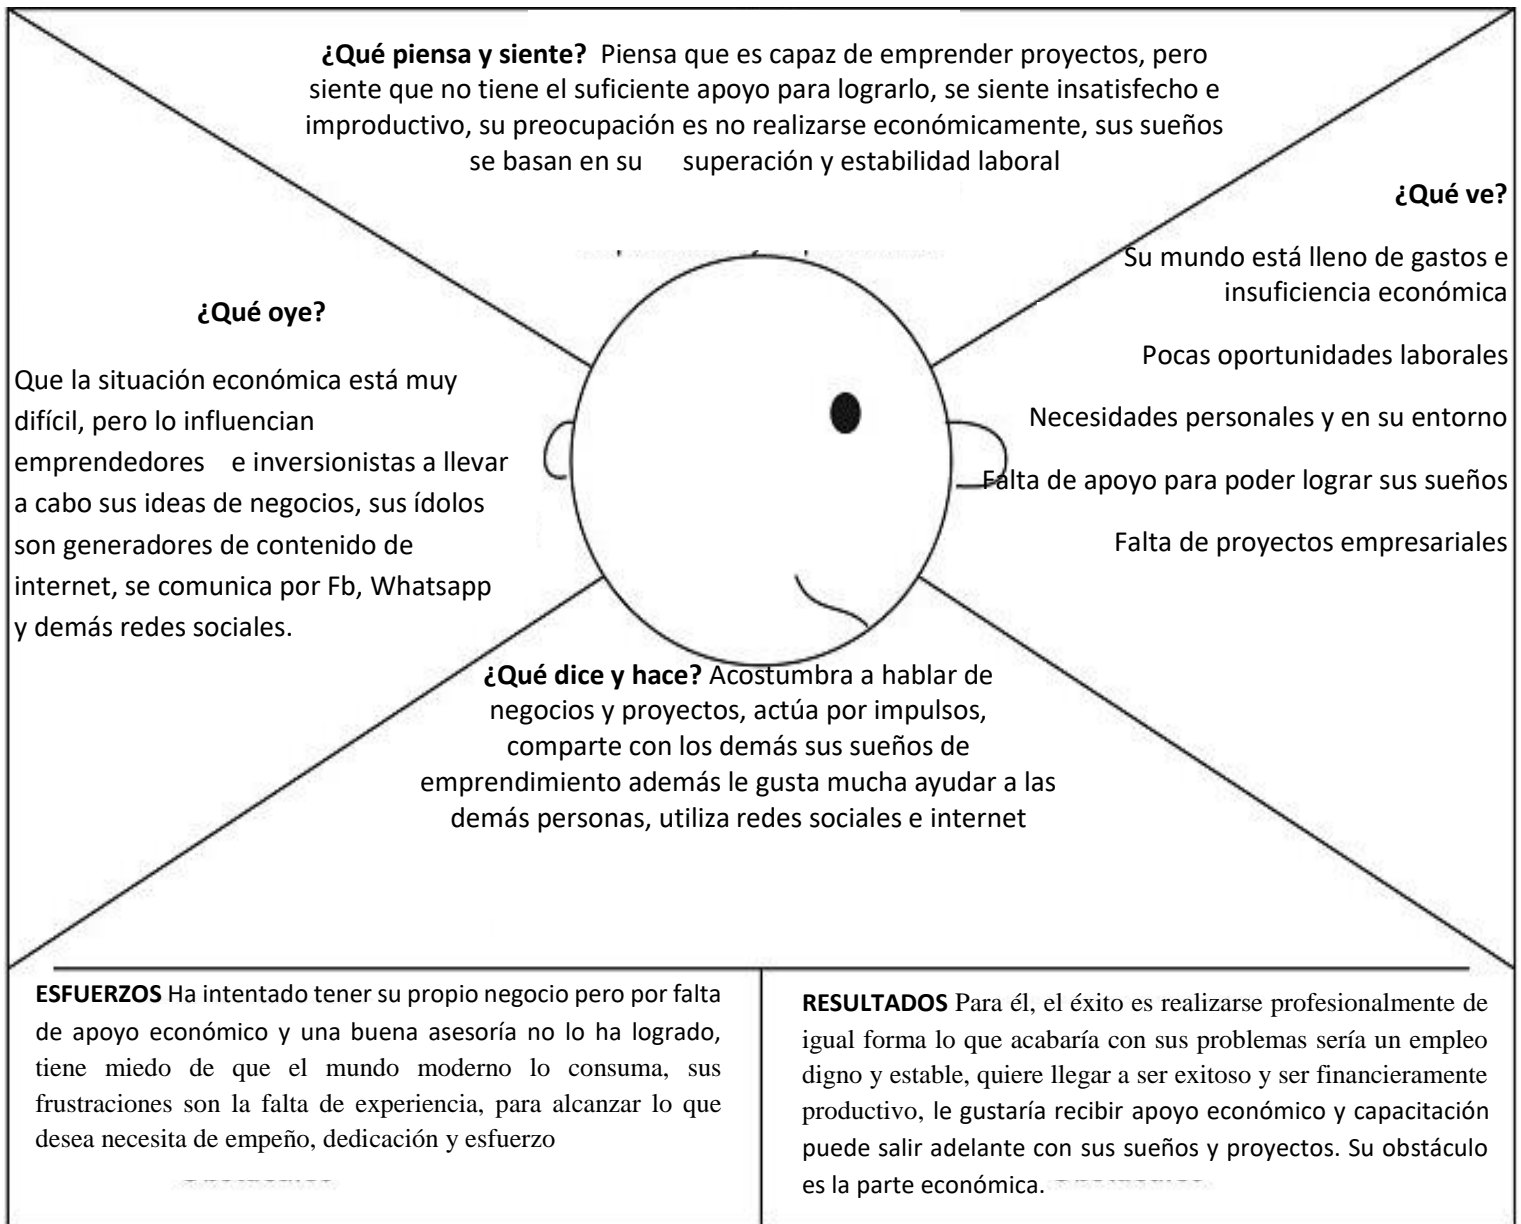 ¿Qué piensa y siente? Piensa que es capaz de emprender proyectos, pero
siente que no tiene el suficiente apoyo para lograrlo, se siente insatisfecho e
improductivo, su preocupación es no realizarse económicamente, sus sueños
se basan en su superación y estabilidad laboral
¿Qué ve?
Su mundo está lleno de gastos e
insuficiencia económica
Pocas oportunidades laborales
Necesidades personales y en su entorno
Falta de apoyo para poder lograr sus sueños
Falta de proyectos empresariales
¿Qué oye?
Que la situación económica está muy
difícil, pero lo influencian
emprendedores e inversionistas a llevar
a cabo sus ideas de negocios, sus ídolos
son generadores de contenido de
internet, se comunica por Fb, Whatsapp
y demás redes sociales.
¿Qué dice y hace? Acostumbra a hablar de
negocios y proyectos, actúa por impulsos,
comparte con los demás sus sueños de
emprendimiento además le gusta mucha ayudar a las
demás personas, utiliza redes sociales e internet
ESFUERZOS Ha intentado tener su propio negocio pero por falta
de apoyo económico y una buena asesoría no lo ha logrado,
tiene miedo de que el mundo moderno lo consuma, sus
frustraciones son la falta de experiencia, para alcanzar lo que
desea necesita de empeño, dedicación y esfuerzo
RESULTADOS Para él, el éxito es realizarse profesionalmente de
igual forma lo que acabaría con sus problemas sería un empleo
digno y estable, quiere llegar a ser exitoso y ser financieramente
productivo, le gustaría recibir apoyo económico y capacitación
puede salir adelante con sus sueños y proyectos. Su obstáculo
es la parte económica.